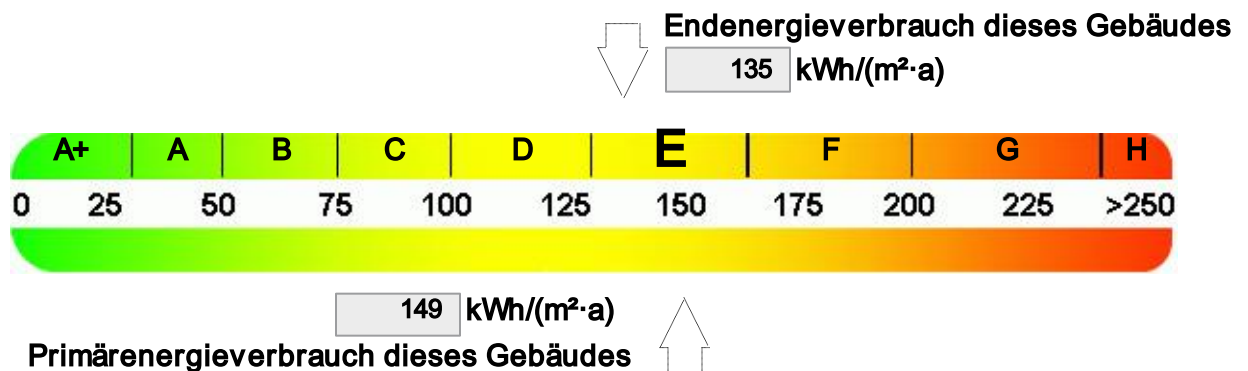 Endenergieverbrauch dieses Gebäudes
135 kWh/(m²·a)
A+ A B C D E F G H
0 25 50 75 100 125 150 175 200 225 >250
149 kWh/(m²·a)
Primärenergieverbrauch dieses Gebäudes